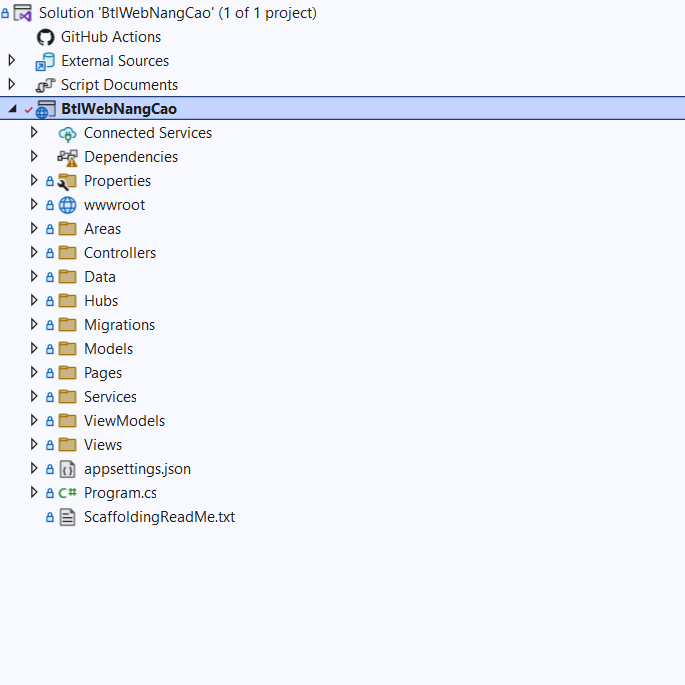 Solution 'BtlWebNangCao' (1 of 1 project)
GitHub Actions
External Sources
Script Documents
BtlWebNangCao
Connected Services
Dependencies
Properties
wwwroot
Areas
Controllers
Data
Hubs
Migrations
Models
Pages
Services
ViewModels
Views
appsettings.json
C# Program.cs
ScaffoldingReadMe.txt